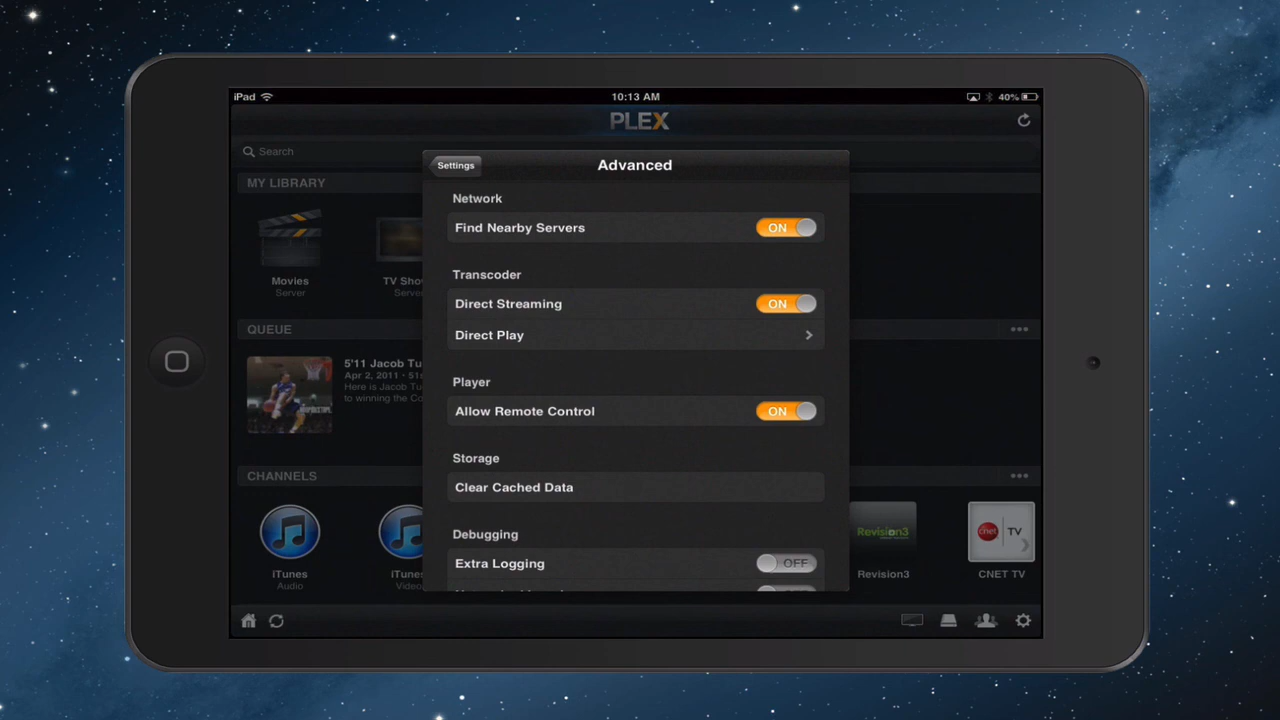 iPad
10:13 AM
40%
PLEX
Search
Settings
Advanced
MY LIBRARY
Movies
Server
TV Sho
Serve
Network
Find Nearby Servers
ON
Transcoder
Direct Streaming
ON
Direct Play
QUEUE
5'11 Jacob Tu
Apr 2, 2011 • 51
Here is Jacob Tu
to winning the Co
Player
Allow Remote Control
ON
Storage
Clear Cached Data
CHANNELS
iTunes
Audio
iTune
Video
Debugging
Extra Logging
OFF
Revision3
Revision3
cnet TV
CNET TV